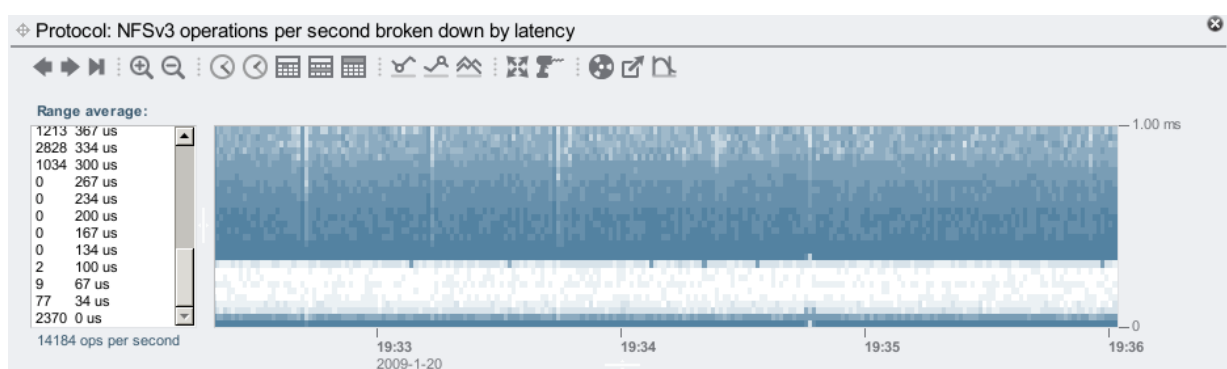 Protocol: NFSv3 operations per second broken down by latency
Range average:
1213 367 us
2828 334 us
1034 300 us
0 267 us
0 234 us
0 200 us
0 167 us
0 134 us
2 100 us
9 67 us
77 34 us
2370 0 us
14184 ops per second
1.00 ms
0
19:33
19:34
19:35
19:36
2009-1-20